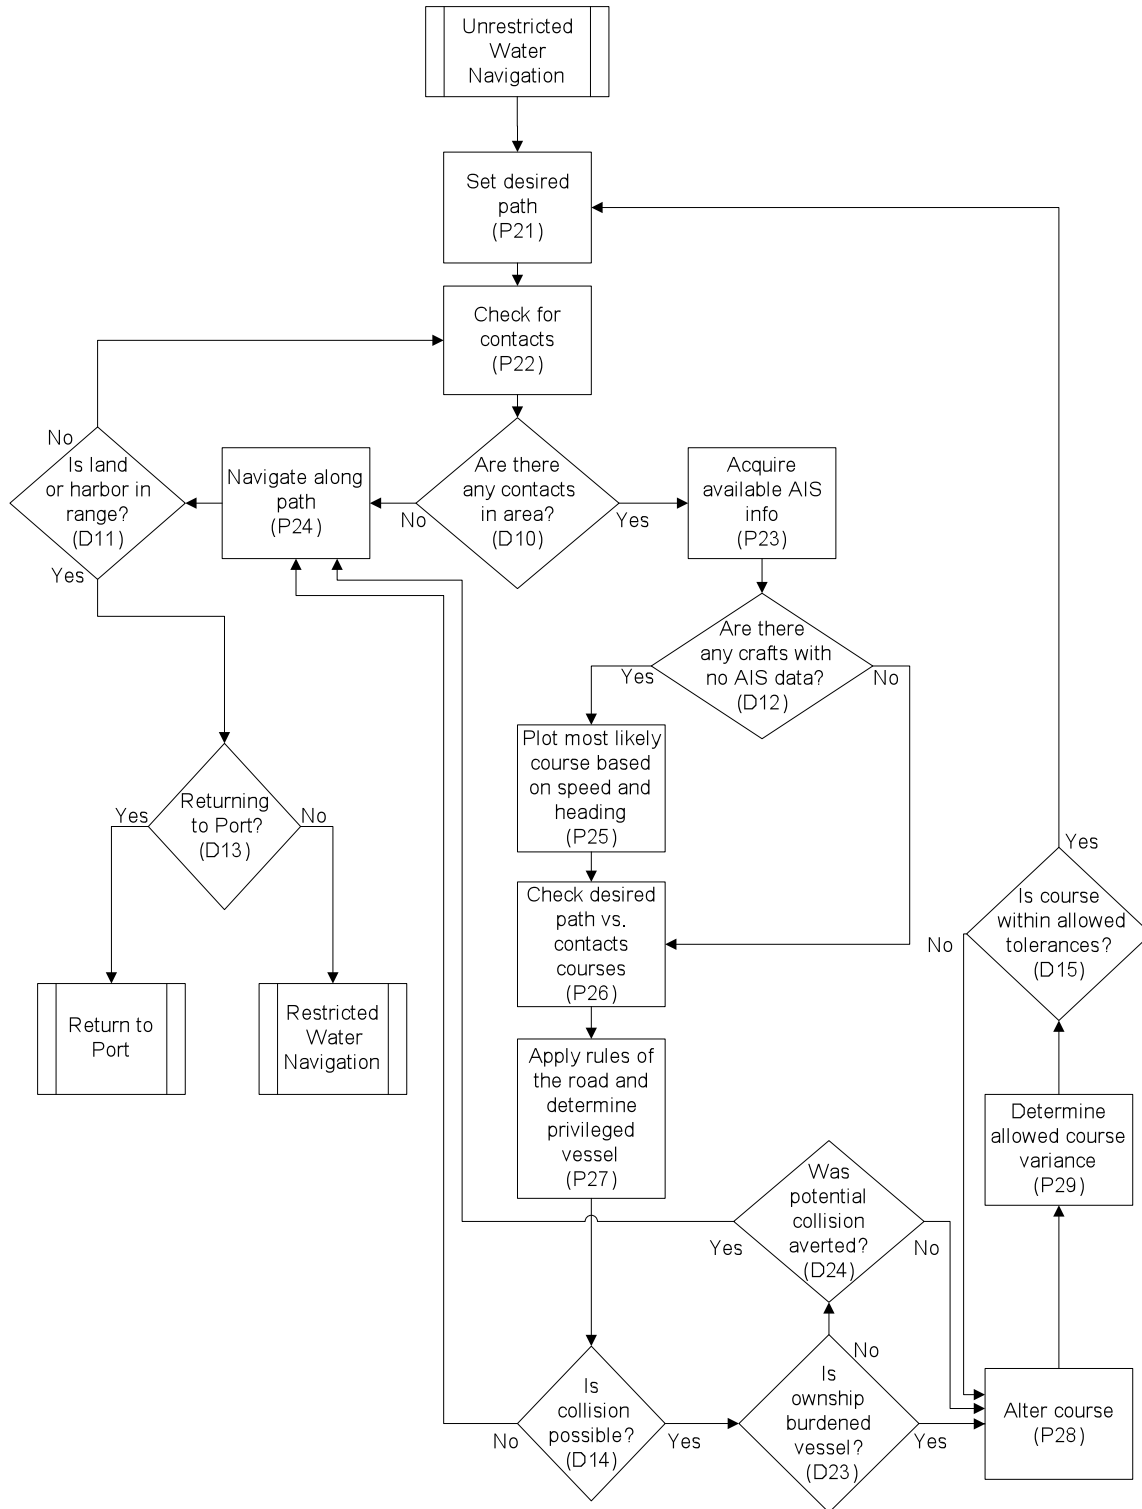 Unrestricted
Water
Navigation
Set desired
path
(P21)
Check for
contacts
(P22)
No
Is land
or harbor in
range?
(D11)
Yes
Navigate along
path
(P24)
No
Are there
any contacts
in area?
(D10)
Yes
Acquire
available AIS
info
(P23)
Are there
any crafts with
no AIS data?
(D12)
Yes
No
Plot most likely
course based
on speed and
heading
(P25)
Yes
Returning
to Port?
(D13)
No
Check desired
path vs.
contacts
courses
(P26)
Yes
Is course
within allowed
tolerances?
(D15)
No
Return to
Port
Restricted
Water
Navigation
Apply rules of
the road and
determine
privileged
vessel
(P27)
Determine
allowed course
variance
(P29)
Was
potential
collision
averted?
(D24)
Yes
No
Is
collision
possible?
(D14)
No
Yes
No
Is
ownship
burdened
vessel?
(D23)
Yes
Alter course
(P28)